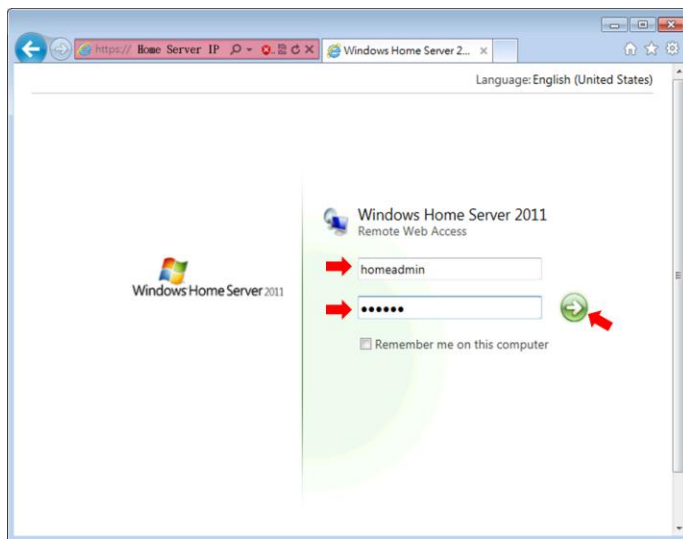 https:// Home Server IP
Windows Home Server 2...
Language: English (United States)
Windows Home Server 2011
Remote Web Access
homeadmin
Windows Home Server 2011
••••••
Remember me on this computer